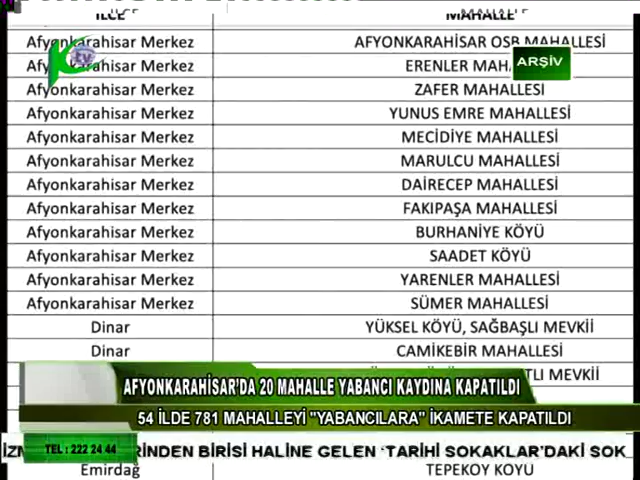 İLÇE MAHALLE
Afyonkarahisar Merkez AFYONKARAHİSAR OSB MAHALLESİ
Afyonkarahisar Merkez ERENLER
tv
ARŞİV
Afyonkarahisar Merkez ZAFER MAHALLESİ
Afyonkarahisar Merkez YUNUS EMRE MAHALLESİ
Afyonkarahisar Merkez MECİDİYE MAHALLESİ
Afyonkarahisar Merkez MARULCU MAHALLESİ
Afyonkarahisar Merkez DAİRECEP MAHALLESİ
Afyonkarahisar Merkez FAKIPAŞA MAHALLESİ
Afyonkarahisar Merkez BURHANİYE KÖYÜ
Afyonkarahisar Merkez SAADET KÖYÜ
Afyonkarahisar Merkez YARENLER MAHALLESİ
Afyonkarahisar Merkez SÜMER MAHALLESİ
Dinar YÜKSEL KÖYÜ, SAĞBAŞLI MEVKİİ
Dinar CAMİKEBİR MAHALLESİ
MEVKİİ
AFYONKARAHİSAR'DA 20 MAHALLE YABANCI KAYDINA KAPATILDI
54 İLDE 781 MAHALLEYİ "YABANCILARA" İKAMETE KAPATILDI
TEL : 222 24 44
BİRİSİ HALİNE GELEN 'TARİHİ SOKAKLAR'DAKİ SOK
Emirdağ TEPEKÖY KÖYÜ